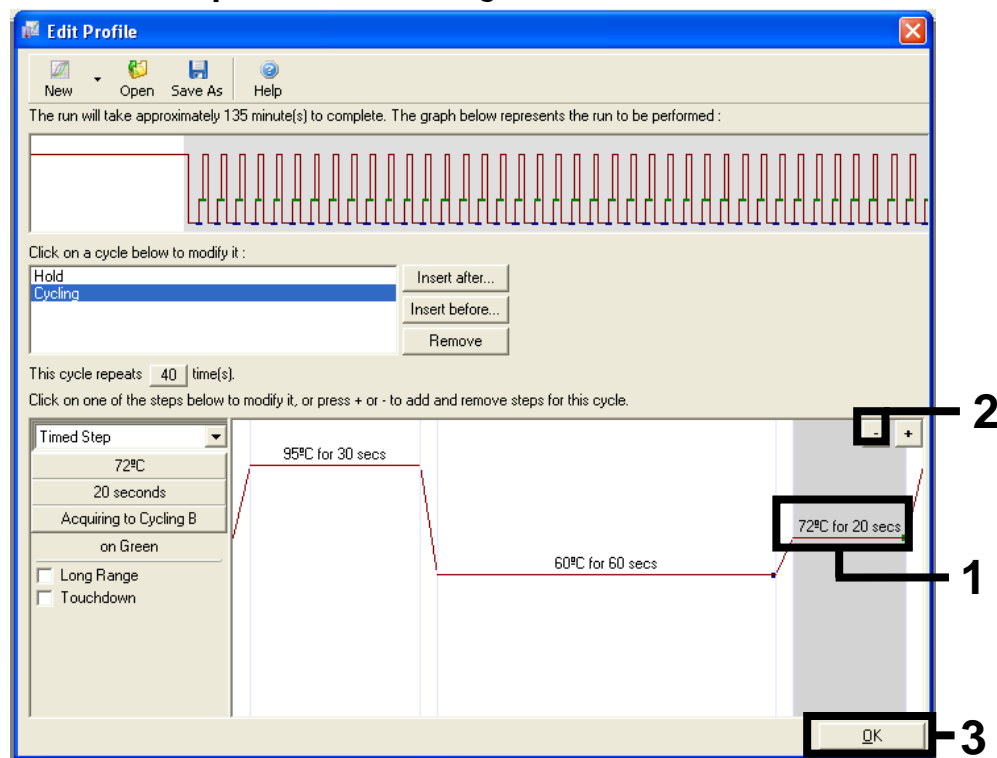 Edit Profile
New Open Save As Help
The run will take approximately 135 minute(s) to complete. The graph below represents the run to be performed :
Click on a cycle below to modify it :
Hold
Cycling
Insert after...
Insert before...
Remove
This cycle repeats 40 time(s).
Click on one of the steps below to modify it, or press + or - to add and remove steps for this cycle.
2
Timed Step
- +
72ºC
95ºC for 30 secs
20 seconds
Acquiring to Cycling B
72ºC for 20 secs
on Green
60ºC for 60 secs
1
Long Range
Touchdown
OK
3